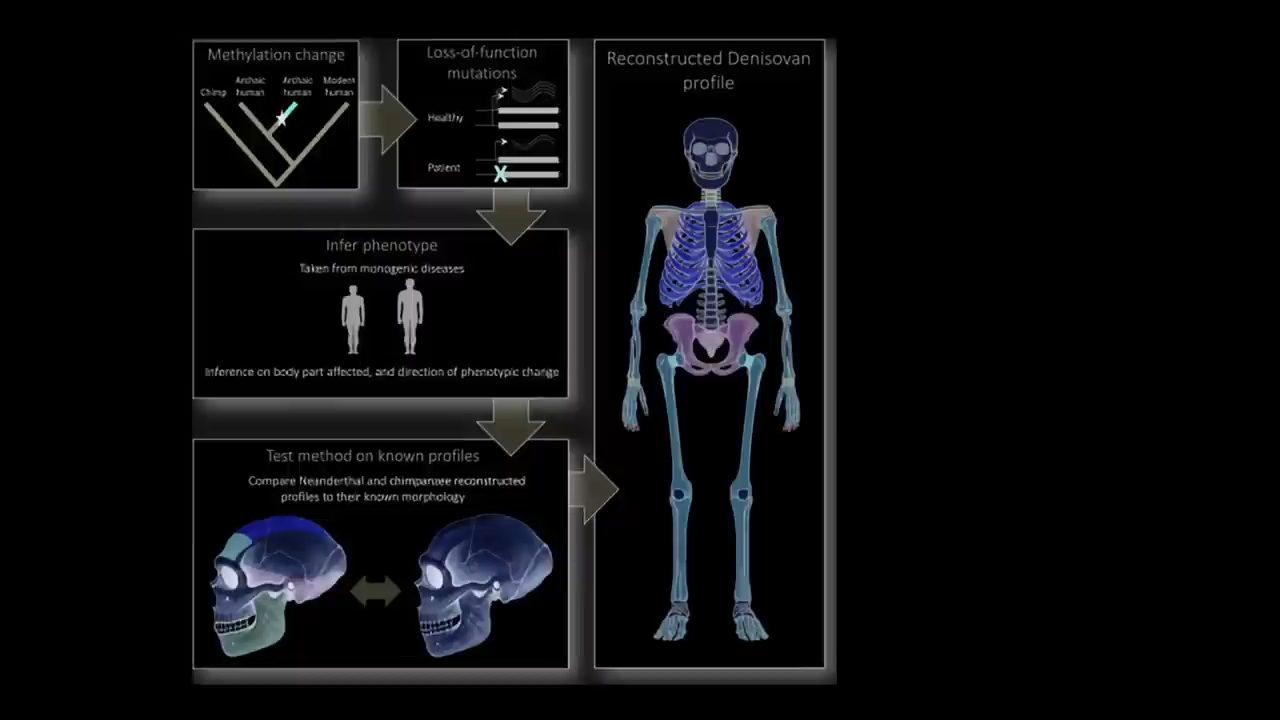 Methylation change
Chimp
Archaic
human
Archaic
human
Modern
human
Loss-of-function
mutations
Healthy
Patient
Infer phenotype
Taken from monogenic diseases
Inference on body part affected, and direction of phenotypic change
Test method on known profiles
Compare Neanderthal and chimpanzee reconstructed
profiles to their known morphology
Reconstructed Denisovan
profile